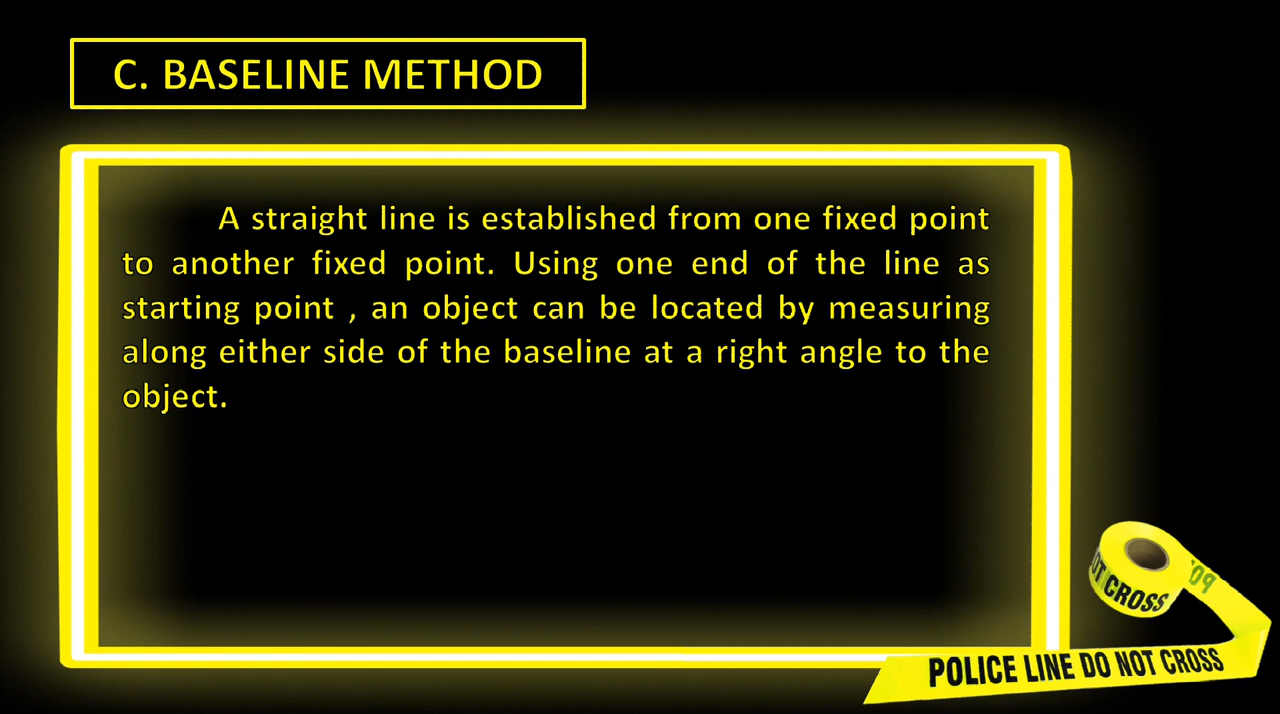 C. BASELINE METHOD
A straight line is established from one fixed point
to another fixed point. Using one end of the line as
starting point , an object can be located by measuring
along either side of the baseline at a right angle to the
object.
OT CROSS
PO
POLICE LINE DO NOT CROSS